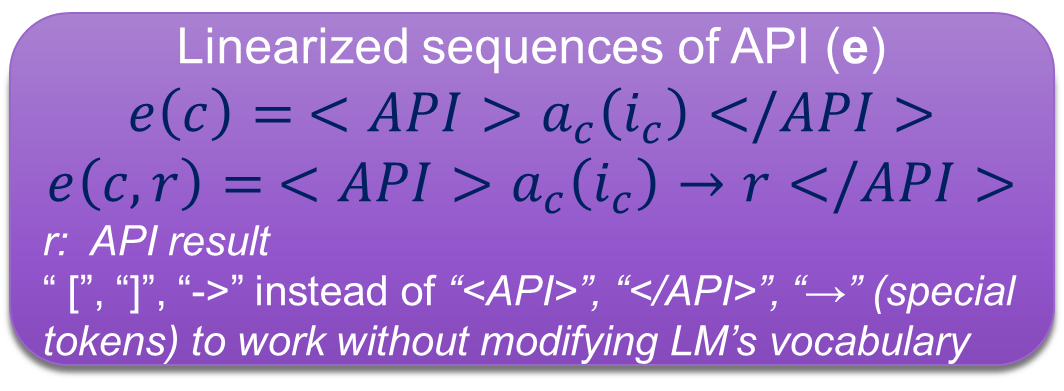 Linearized sequences of API (e)
e(c) = < API > a_c(i_c) </API >
e(c, r) = < API > a_c(i_c) → r </API >
r: API result
“ [”, “]”, “->” instead of “<API>”, “</API>”, “→” (special
tokens) to work without modifying LM’s vocabulary